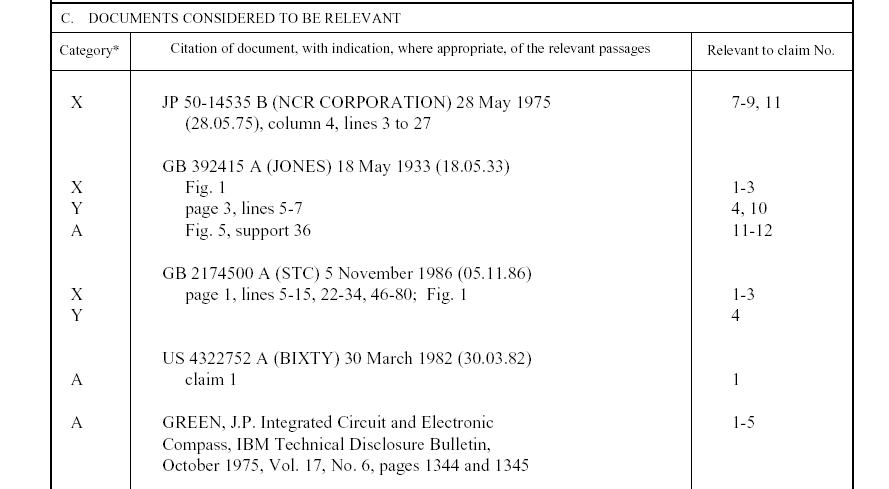 C. DOCUMENTS CONSIDERED TO BE RELEVANT
Category* Citation of document, with indication, where appropriate, of the relevant passages Relevant to claim No.
X JP 50-14535 B (NCR CORPORATION) 28 May 1975 7-9, 11
(28.05.75), column 4, lines 3 to 27
GB 392415 A (JONES) 18 May 1933 (18.05.33)
X Fig. 1 1-3
Y page 3, lines 5-7 4, 10
A Fig. 5, support 36 11-12
GB 2174500 A (STC) 5 November 1986 (05.11.86)
X page 1, lines 5-15, 22-34, 46-80; Fig. 1 1-3
Y 4
US 4322752 A (BIXTY) 30 March 1982 (30.03.82)
A claim 1 1
A GREEN, J.P. Integrated Circuit and Electronic 1-5
Compass, IBM Technical Disclosure Bulletin,
October 1975, Vol. 17, No. 6, pages 1344 and 1345